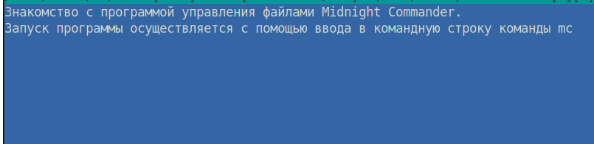 Знакомство с программой управления файлами Midnight Commander.
Запуск программы осуществляется с помощью ввода в командную строку команды mc